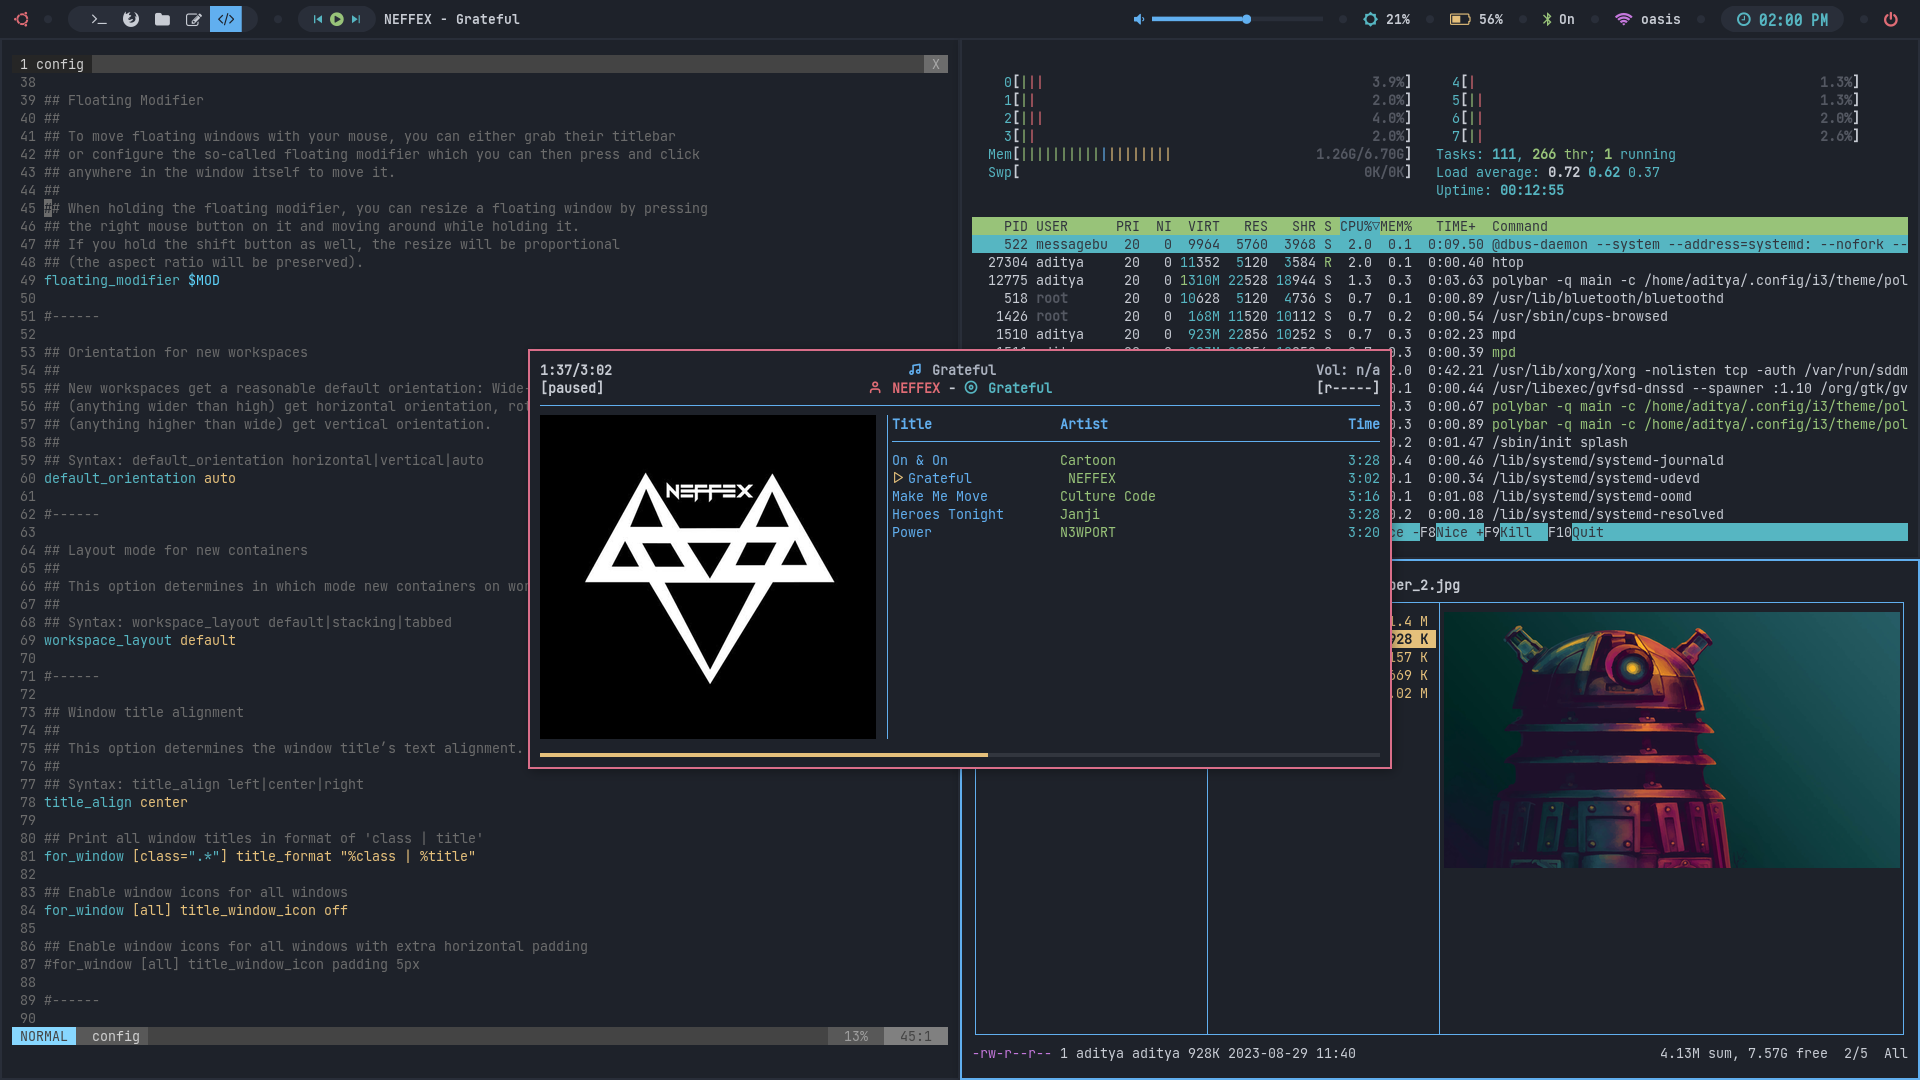 NEFFEX - Grateful
21%
56%
On
oasis
02:00 PM
1 config
X
38
39 ## Floating Modifier
40 ##
41 ## To move floating windows with your mouse, you can either grab their titlebar
42 ## or configure the so-called floating modifier which you can then press and click
43 ## anywhere in the window itself to move it.
44 ##
45 ## When holding the floating modifier, you can resize a floating window by pressing
46 ## the right mouse button on it and moving around while holding it.
47 ## If you hold the shift button as well, the resize will be proportional
48 ## (the aspect ratio will be preserved).
49 floating_modifier $MOD
50
51 #------
52
53 ## Orientation for new workspaces
54 ##
55 ## New workspaces get a reasonable default orientation: Wide-
56 ## (anything wider than high) get horizontal orientation, rot
57 ## (anything higher than wide) get vertical orientation.
58 ##
59 ## Syntax: default_orientation horizontal|vertical|auto
60 default_orientation auto
61
62 #------
63
64 ## Layout mode for new containers
65 ##
66 ## This option determines in which mode new containers on wor
67 ##
68 ## Syntax: workspace_layout default|stacking|tabbed
69 workspace_layout default
70
71 #------
72
73 ## Window title alignment
74 ##
75 ## This option determines the window title’s text alignment.
76 ##
77 ## Syntax: title_align left|center|right
78 title_align center
79
80 ## Print all window titles in format of 'class | title'
81 for_window [class=".*"] title_format "%class | %title"
82
83 ## Enable window icons for all windows
84 for_window [all] title_window_icon off
85
86 ## Enable window icons for all windows with extra horizontal padding
87 #for_window [all] title_window_icon padding 5px
88
89 #------
90
NORMAL config 13% 45:1
0[||| 3.9%] 4[| 1.3%]
1[|| 2.0%] 5[|| 1.3%]
2[||| 4.0%] 6[|| 2.0%]
3[|| 2.0%] 7[|| 2.6%]
Mem[||||||||||||||||||| 1.26G/6.70G] Tasks: 111, 266 thr; 1 running
Swp[ 0K/0K] Load average: 0.72 0.62 0.37
Uptime: 00:12:55
PID USER PRI NI VIRT RES SHR S CPU%▽MEM% TIME+ Command
522 messagebu 20 0 9964 5760 3968 S 2.0 0.1 0:09.50 @dbus-daemon --system --address=systemd: --nofork --
27304 aditya 20 0 11352 5120 3584 R 2.0 0.1 0:00.40 htop
12775 aditya 20 0 1310M 22528 18944 S 1.3 0.3 0:03.63 polybar -q main -c /home/aditya/.config/i3/theme/pol
518 root 20 0 10628 5120 4736 S 0.7 0.1 0:00.89 /usr/lib/bluetooth/bluetoothd
1426 root 20 0 168M 11520 10112 S 0.7 0.2 0:00.54 /usr/sbin/cups-browsed
1510 aditya 20 0 923M 22856 10252 S 0.7 0.3 0:02.23 mpd
0.3 0:00.39 mpd
2.0 0:42.21 /usr/lib/xorg/Xorg -nolisten tcp -auth /var/run/sddm
0.1 0:00.44 /usr/libexec/gvfsd-dnssd --spawner :1.10 /org/gtk/gv
0.3 0:00.67 polybar -q main -c /home/aditya/.config/i3/theme/pol
0.3 0:00.89 polybar -q main -c /home/aditya/.config/i3/theme/pol
0.2 0:01.47 /sbin/init splash
0.4 0:00.46 /lib/systemd/systemd-journald
0.1 0:00.34 /lib/systemd/systemd-udevd
0.1 0:01.08 /lib/systemd/systemd-oomd
0.2 0:00.18 /lib/systemd/systemd-resolved
ce -F8Nice +F9Kill F10Quit
1:37/3:02 Grateful Vol: n/a
[paused] NEFFEX - Grateful [r-----]
NEFFEX
Title Artist Time
On & On Cartoon 3:28
Grateful NEFFEX 3:02
Make Me Move Culture Code 3:16
Heroes Tonight Janji 3:28
Power N3WPORT 3:20
per_2.jpg
1.4 M
928 K
157 K
669 K
.02 M
-rw-r--r-- 1 aditya aditya 928K 2023-08-29 11:40 4.13M sum, 7.57G free 2/5 All